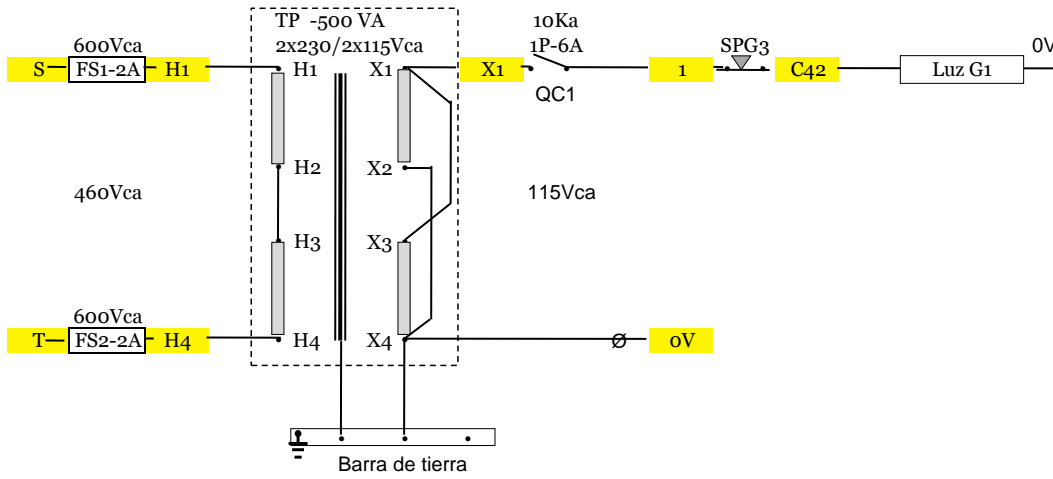 TP -500 VA
2x230/2x115Vca
10Ka
1P-6A
600Vca
SPG3
0V
S FS1-2A H1
H1 X1
X1
1
C42
Luz G1
QC1
H2 X2
460Vca
115Vca
H3 X3
600Vca
T FS2-2A H4
H4 X4
Ø
0V
Barra de tierra